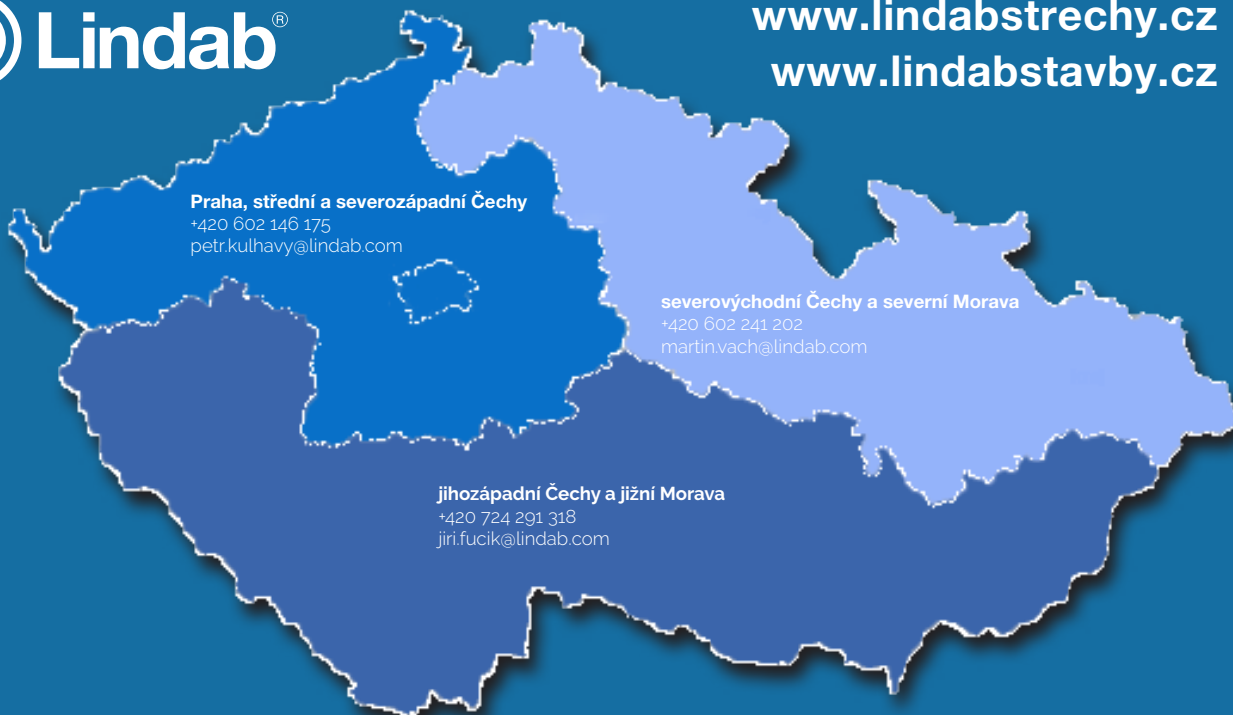 Lindab®
www.lindabstrechy.cz
www.lindabstavby.cz
Praha, střední a severozápadní Čechy
+420 602 146 175
petr.kulhavy@lindab.com
severovýchodní Čechy a severní Morava
+420 602 241 202
martin.vach@lindab.com
jihozápadní Čechy a jižní Morava
+420 724 291 318
jiri.fucik@lindab.com